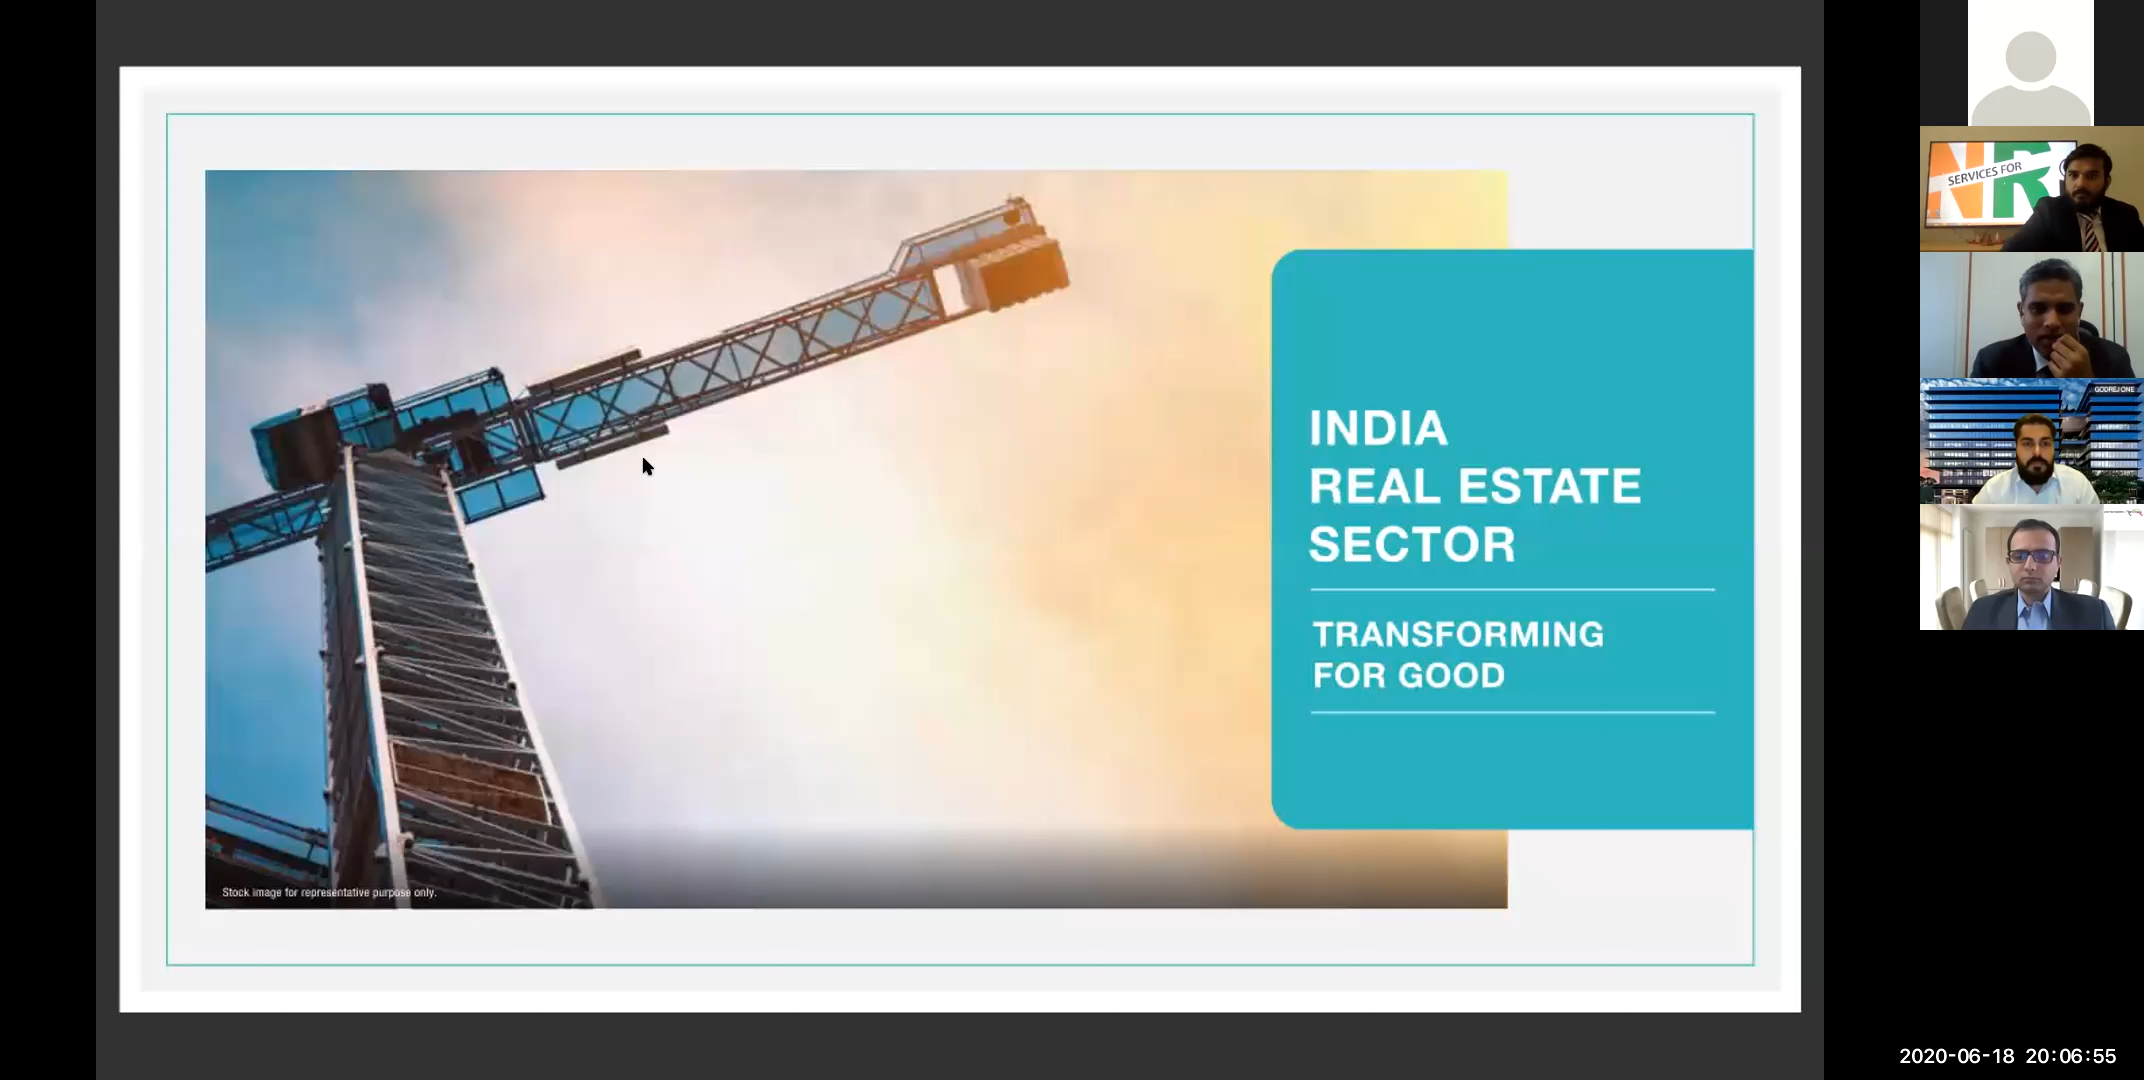 INDIA
REAL ESTATE
SECTOR
TRANSFORMING
FOR GOOD
Stock image for representative purpose only.
SERVICES FOR
NR
GODREJ ONE
2020-06-18 20:06:55